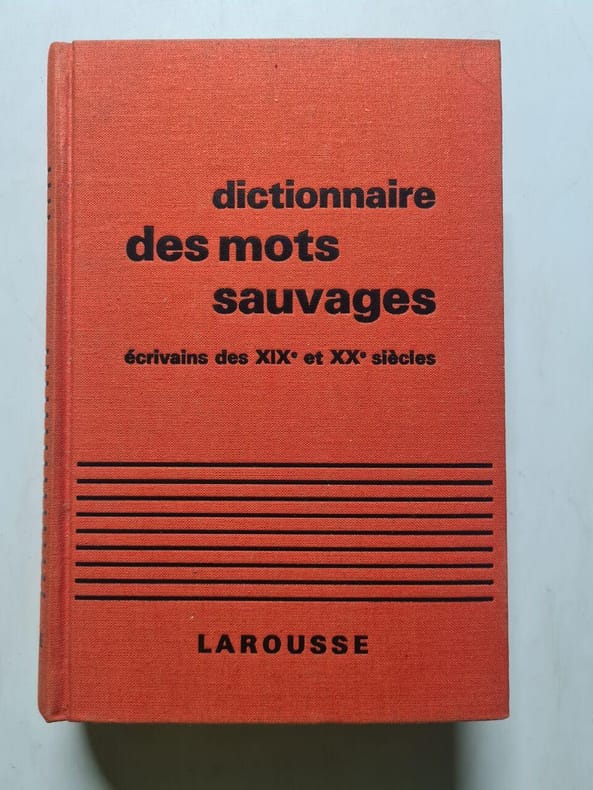 dictionnaire
des mots
sauvages
écrivains des XIXᵉ et XXᵉ siècles
LAROUSSE